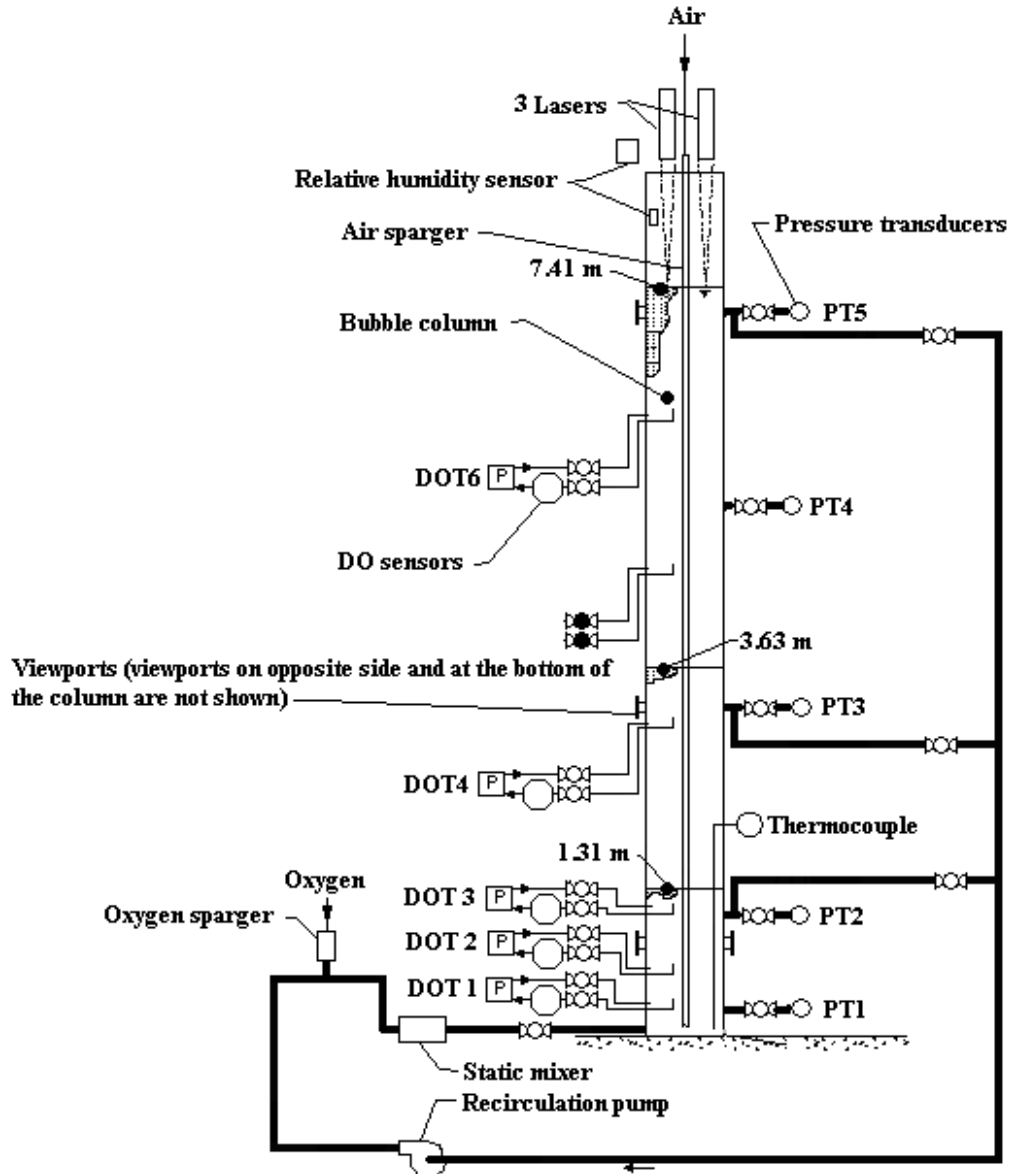 Air
3 Lasers
Relative humidity sensor
Air sparger
Pressure transducers
7.41 m
PT5
Bubble column
P
DOT6
PT4
DO sensors
3.63 m
Viewports (viewports on opposite side and at the bottom of
the column are not shown)
PT3
P
DOT4
Thermocouple
1.31 m
Oxygen
DOT 3
P
Oxygen sparger
PT2
DOT 2
P
DOT 1
P
PT1
Static mixer
Recirculation pump